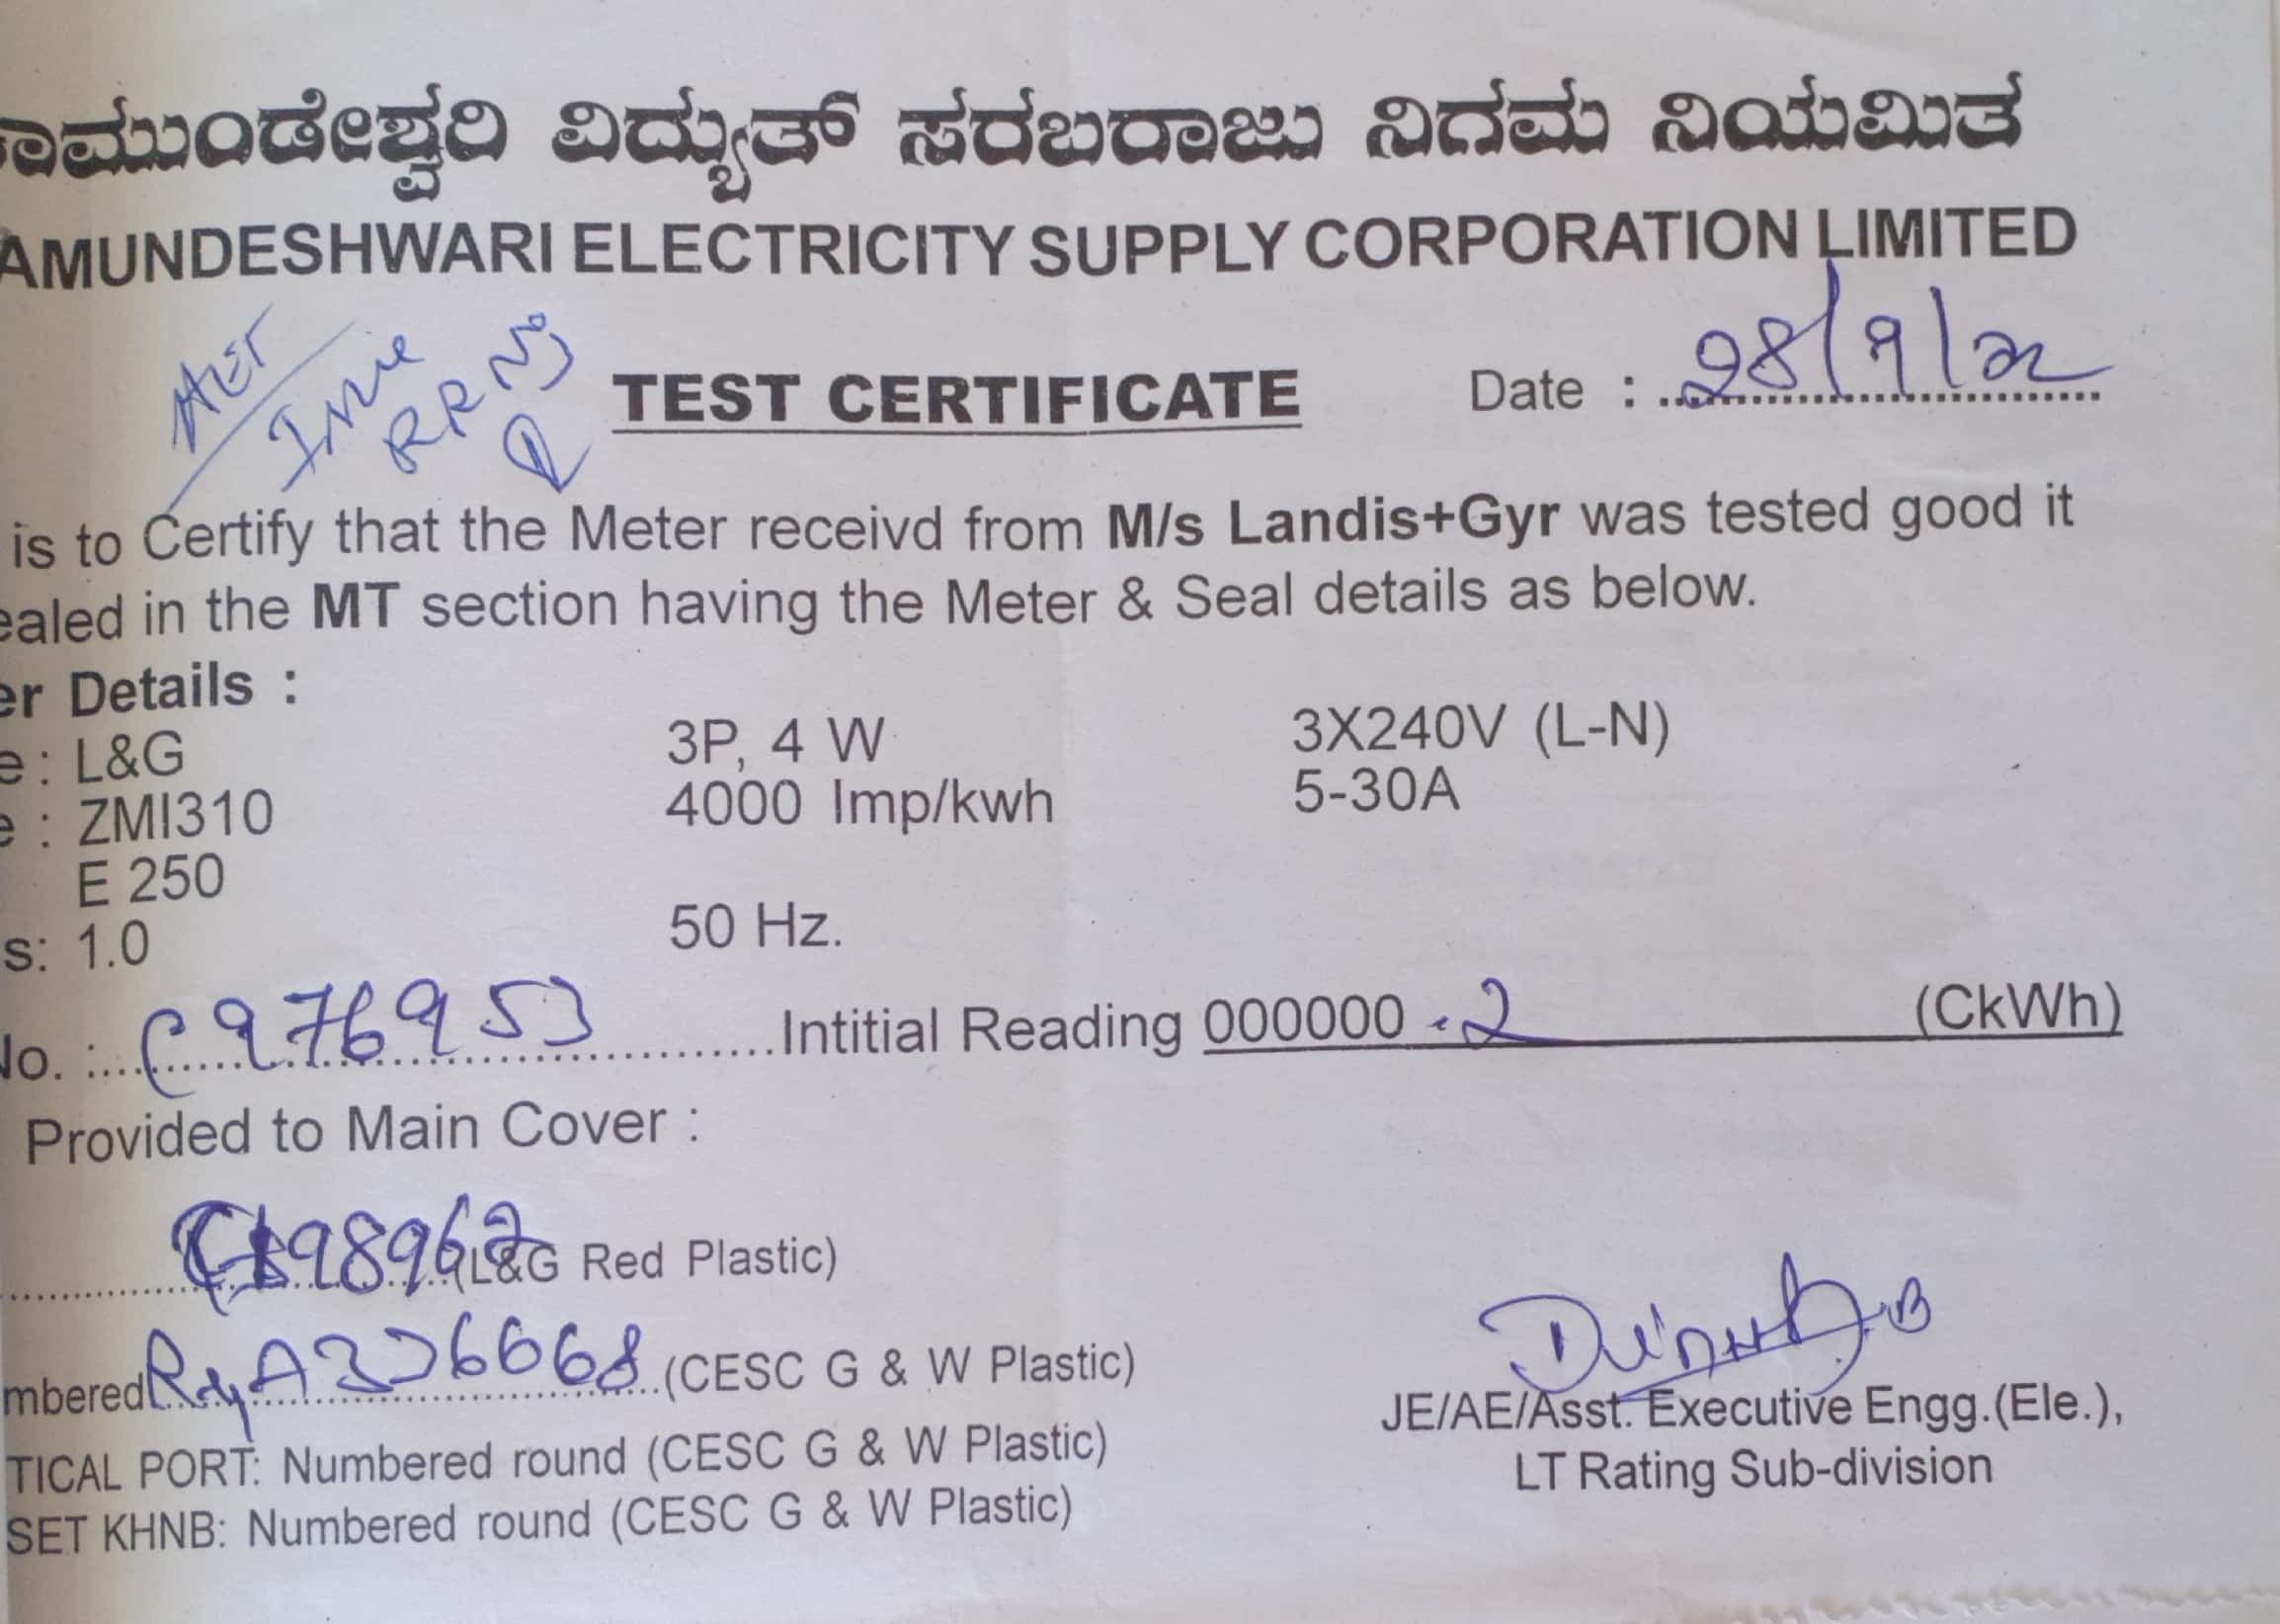 ಾಮುಂಡೇಶ್ವರಿ ವಿದ್ಯುತ್ ಸರಬರಾಜು ನಿಗಮ ನಿಯಮಿತ
AMUNDESHWARI ELECTRICITY SUPPLY CORPORATION LIMITED
RR No
TEST CERTIFICATE Date : 28/9/22
is to Certify that the Meter receivd from M/s Landis+Gyr was tested good it
ealed in the MT section having the Meter & Seal details as below.
er Details :
e : L&G 3P, 4 W 3X240V (L-N)
e : ZMI310 4000 Imp/kwh 5-30A
E 250
s: 1.0 50 Hz.
No. : C976953 Intitial Reading 000000 .2 (CkWh)
Provided to Main Cover :
(L&G Red Plastic)
mbered (CESC G & W Plastic)
TICAL PORT: Numbered round (CESC G & W Plastic)
SET KHNB: Numbered round (CESC G & W Plastic)
JE/AE/Asst. Executive Engg.(Ele.),
LT Rating Sub-division